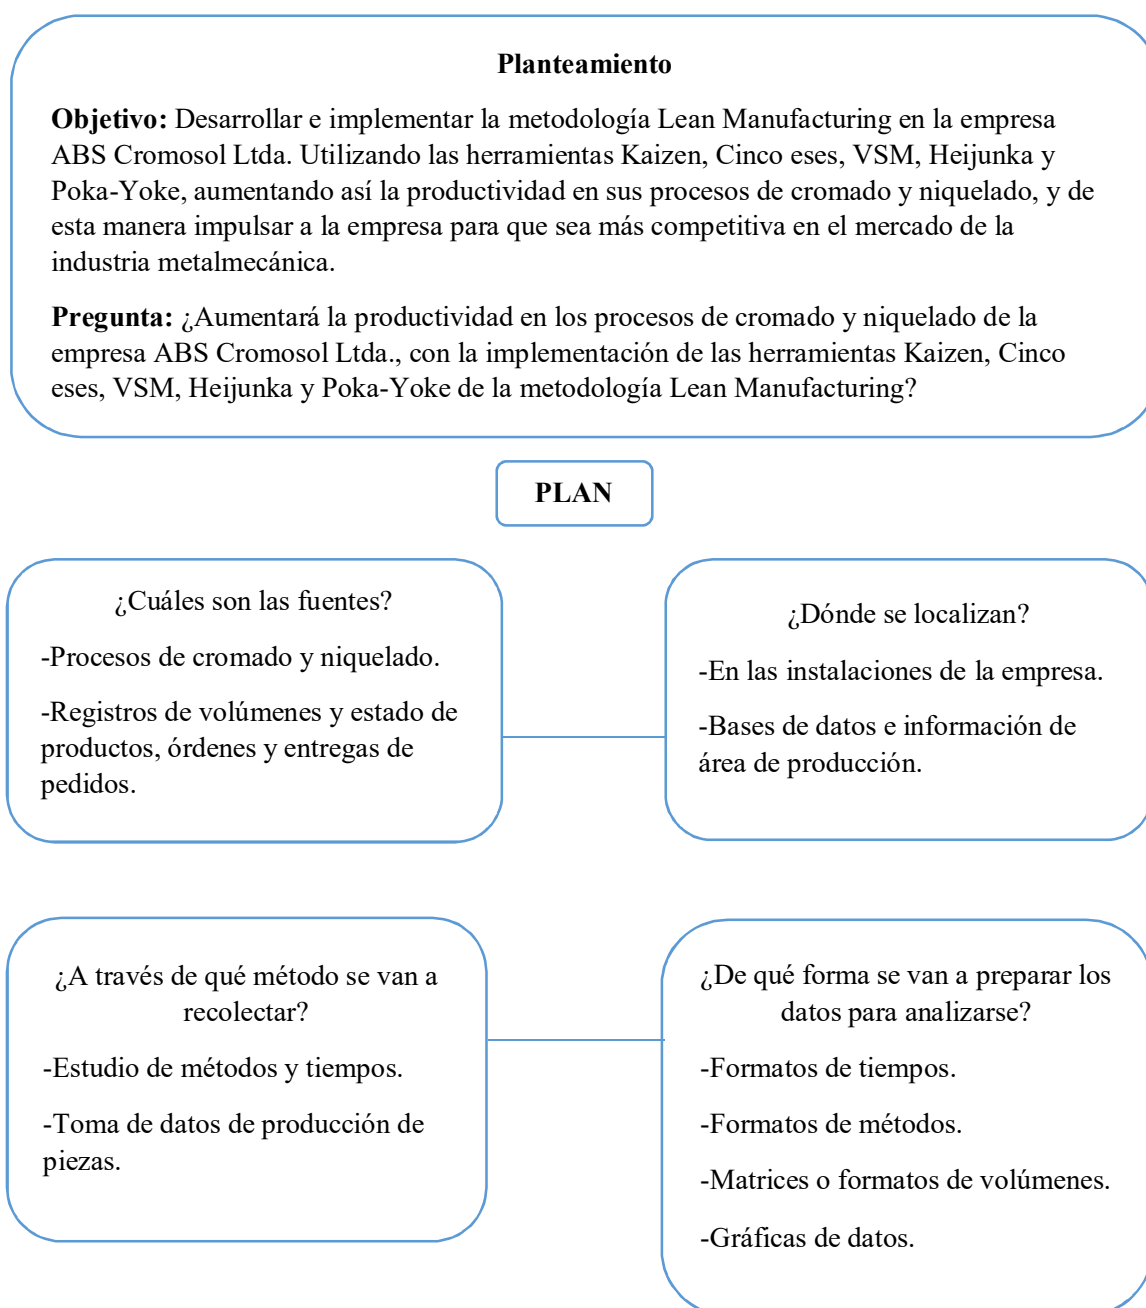 Planteamiento
Objetivo: Desarrollar e implementar la metodología Lean Manufacturing en la empresa
ABS Cromosol Ltda. Utilizando las herramientas Kaizen, Cinco eses, VSM, Heijunka y
Poka-Yoke, aumentando así la productividad en sus procesos de cromado y niquelado, y de
esta manera impulsar a la empresa para que sea más competitiva en el mercado de la
industria metalmecánica.
Pregunta: ¿Aumentará la productividad en los procesos de cromado y niquelado de la
empresa ABS Cromosol Ltda., con la implementación de las herramientas Kaizen, Cinco
eses, VSM, Heijunka y Poka-Yoke de la metodología Lean Manufacturing?
PLAN
¿Cuáles son las fuentes?
-Procesos de cromado y niquelado.
-Registros de volúmenes y estado de
productos, órdenes y entregas de
pedidos.
¿Dónde se localizan?
-En las instalaciones de la empresa.
-Bases de datos e información de
área de producción.
¿A través de qué método se van a
recolectar?
-Estudio de métodos y tiempos.
-Toma de datos de producción de
piezas.
¿De qué forma se van a preparar los
datos para analizarse?
-Formatos de tiempos.
-Formatos de métodos.
-Matrices o formatos de volúmenes.
-Gráficas de datos.